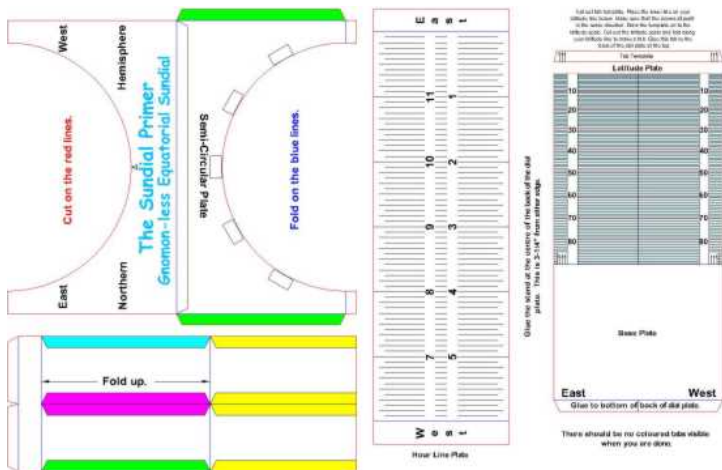 West
Hemisphere
Cut on the red lines.
The Sundial Primer
Gnomon-less Equatorial Sundial
East
Northern
Semi-Circular Plate
Fold on the blue lines.
Fold up.
East
11 1
10 2
9 3
8 4
7 5
West
Hour Line Plate
Glue the stand at the centre of the back of the dial
plate. This is 3-1/4" from either edge.
Tab Template
Latitude Plate
10 10
20 20
30 30
40 40
50 50
60 60
70 70
80 80
Base Plate
East West
Glue to bottom of back of dial plate.
There should be no coloured tabs visible
when you are done.